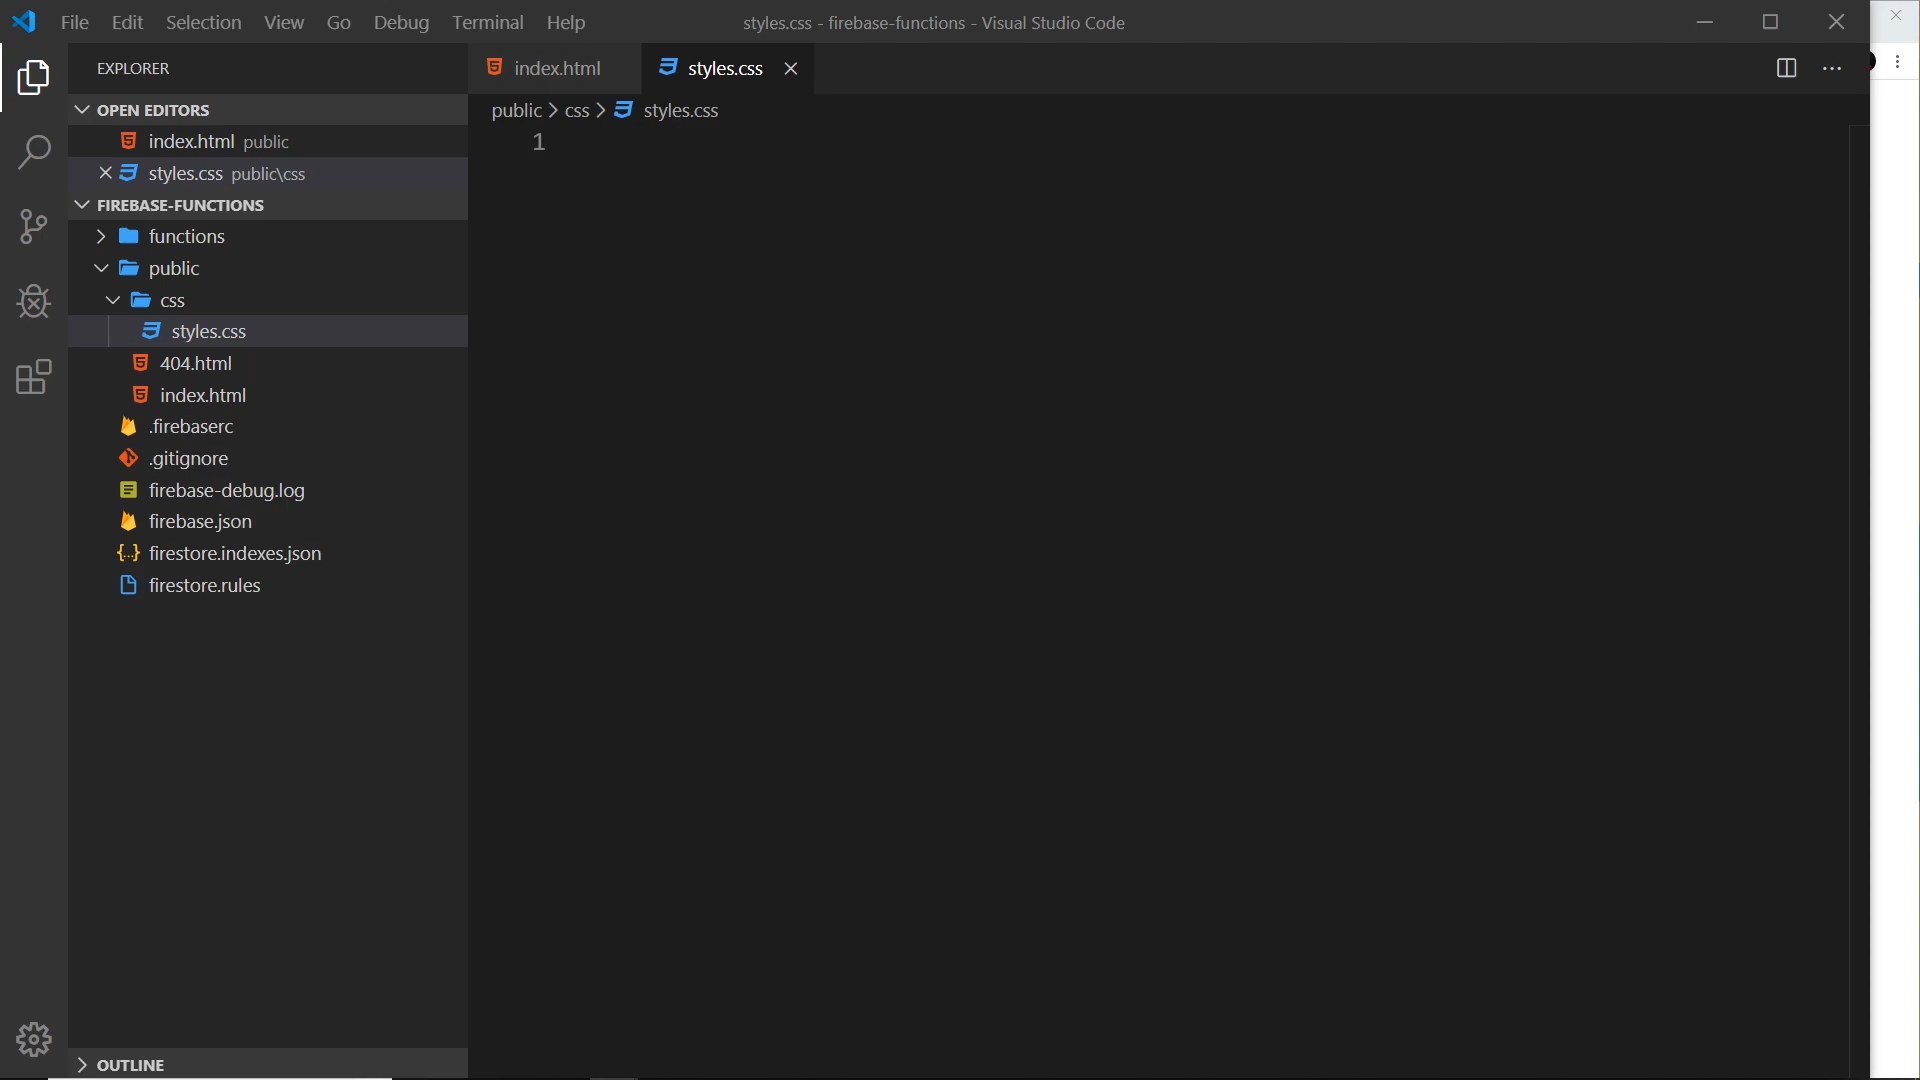 File Edit Selection View Go Debug Terminal Help
styles.css - firebase-functions - Visual Studio Code
EXPLORER
index.html
styles.css
OPEN EDITORS
public
css
styles.css
index.html public
1
styles.css public\css
FIREBASE-FUNCTIONS
functions
public
css
styles.css
404.html
index.html
.firebaserc
.gitignore
firebase-debug.log
firebase.json
{...} firestore.indexes.json
firestore.rules
OUTLINE